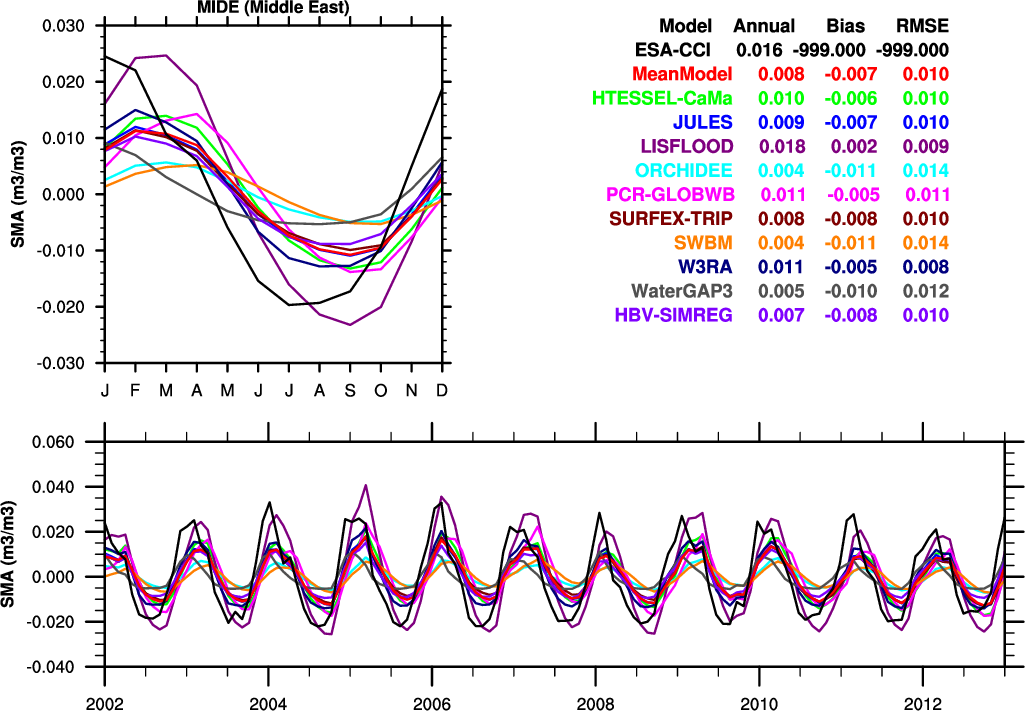 MIDE (Middle East)
0.030
0.020
0.010
0.000
-0.010
-0.020
-0.030
SMA (m3/m3)
J F M A M J J A S O N D
Model Annual Bias RMSE
ESA-CCI 0.016 -999.000 -999.000
MeanModel 0.008 -0.007 0.010
HTESSEL-CaMa 0.010 -0.006 0.010
JULES 0.009 -0.007 0.010
LISFLOOD 0.018 0.002 0.009
ORCHIDEE 0.004 -0.011 0.014
PCR-GLOBWB 0.011 -0.005 0.011
SURFEX-TRIP 0.008 -0.008 0.010
SWBM 0.004 -0.011 0.014
W3RA 0.011 -0.005 0.008
WaterGAP3 0.005 -0.010 0.012
HBV-SIMREG 0.007 -0.008 0.010
0.060
0.040
0.020
0.000
-0.020
-0.040
SMA (m3/m3)
2002 2004 2006 2008 2010 2012